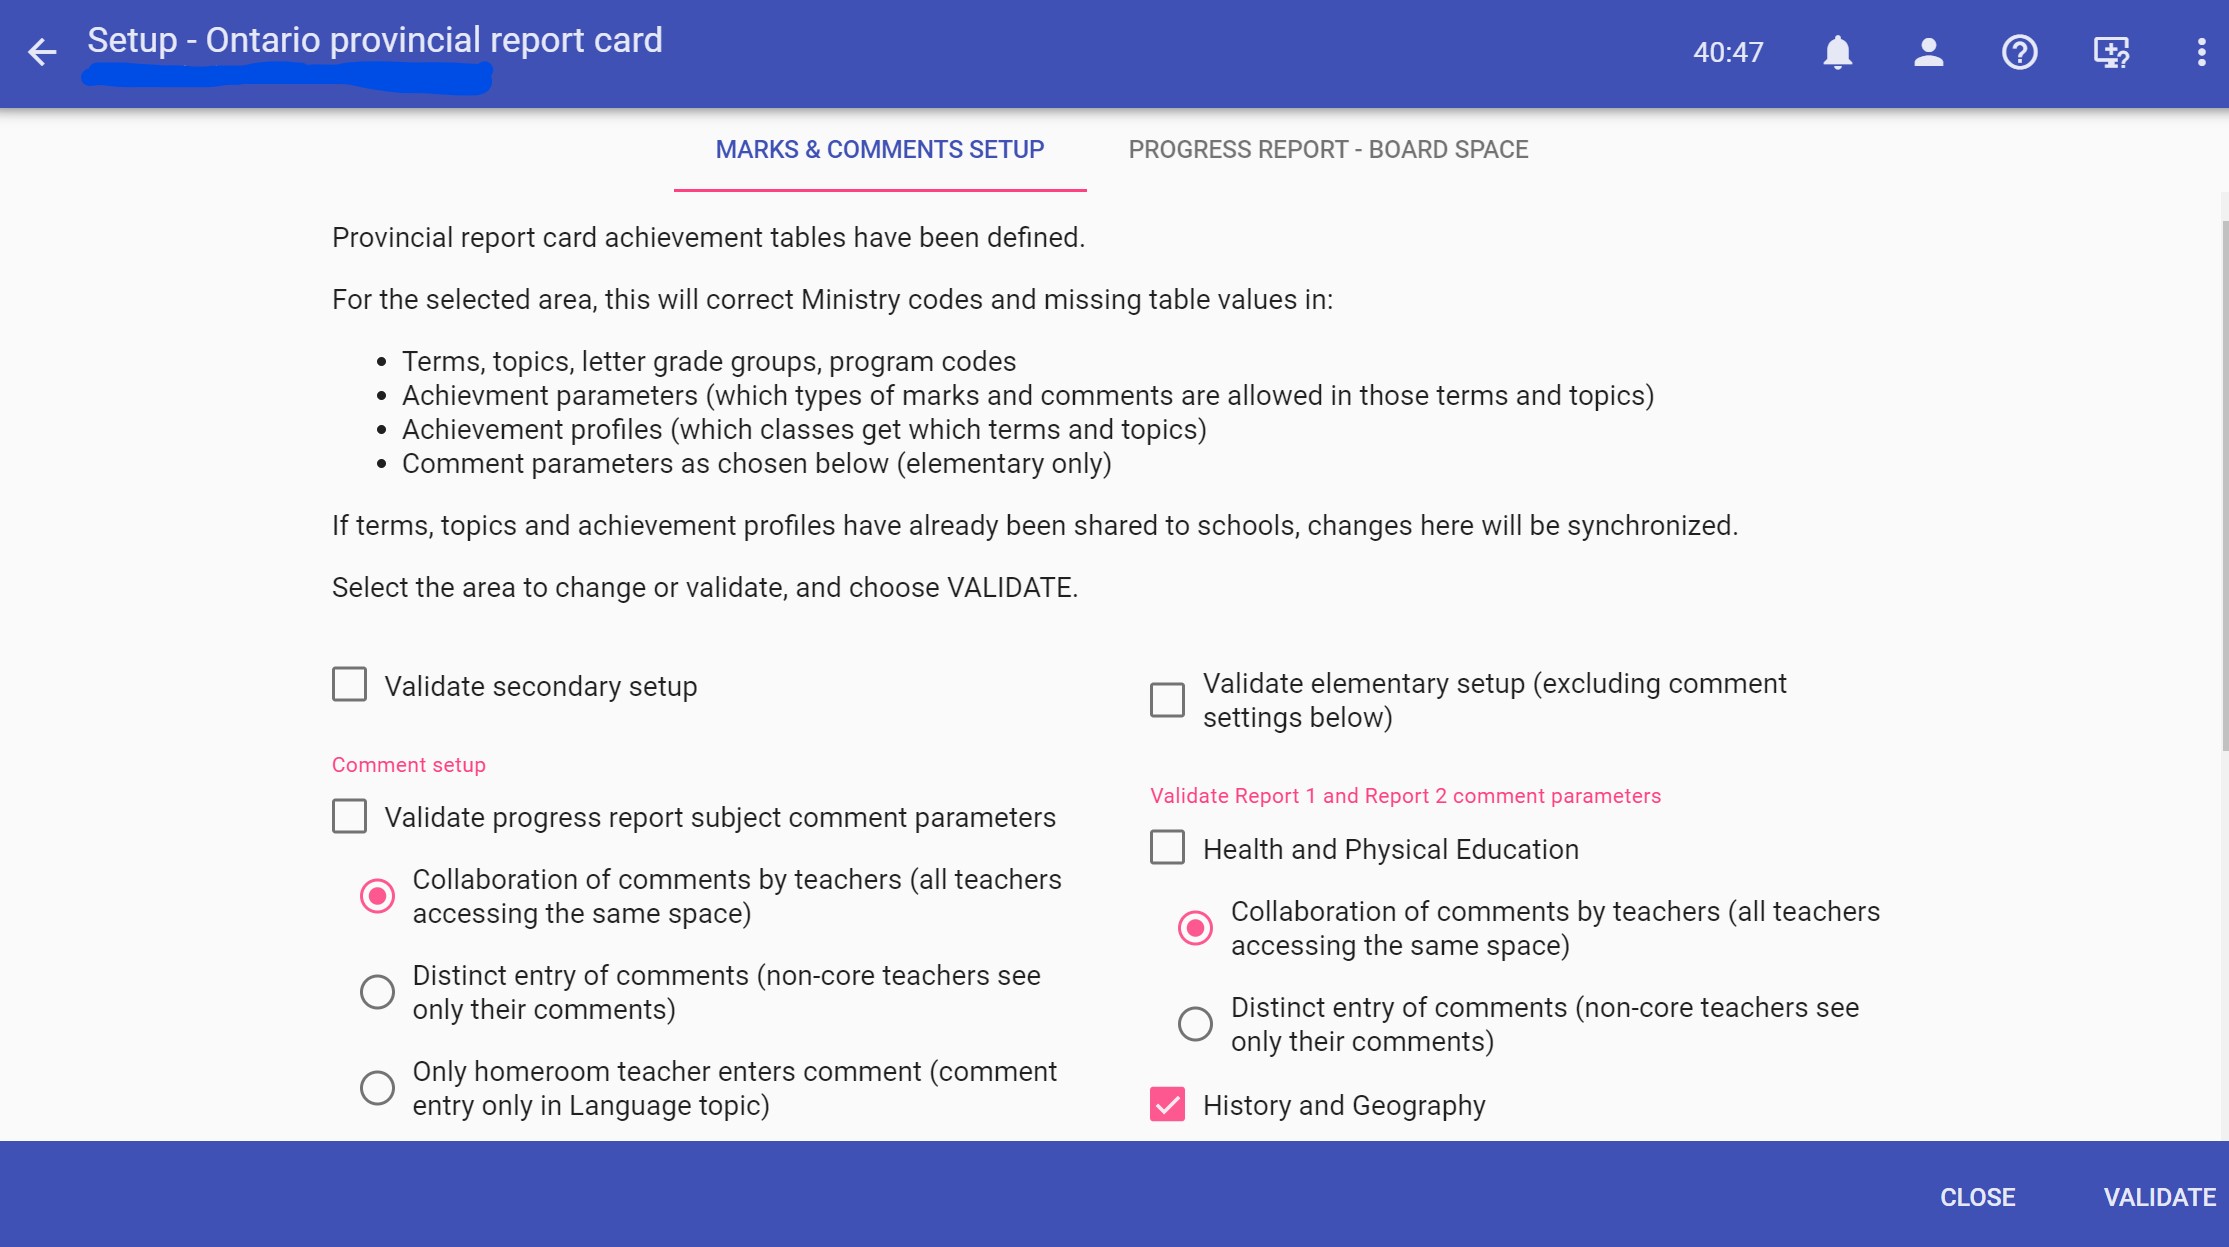 Setup - Ontario provincial report card
40:47
MARKS & COMMENTS SETUP
PROGRESS REPORT - BOARD SPACE
Provincial report card achievement tables have been defined.
For the selected area, this will correct Ministry codes and missing table values in:
Terms, topics, letter grade groups, program codes
Achievment parameters (which types of marks and comments are allowed in those terms and topics)
Achievement profiles (which classes get which terms and topics)
Comment parameters as chosen below (elementary only)
If terms, topics and achievement profiles have already been shared to schools, changes here will be synchronized.
Select the area to change or validate, and choose VALIDATE.
Validate secondary setup
Comment setup
Validate progress report subject comment parameters
Collaboration of comments by teachers (all teachers
accessing the same space)
Distinct entry of comments (non-core teachers see
only their comments)
Only homeroom teacher enters comment (comment
entry only in Language topic)
Validate elementary setup (excluding comment
settings below)
Validate Report 1 and Report 2 comment parameters
Health and Physical Education
Collaboration of comments by teachers (all teachers
accessing the same space)
Distinct entry of comments (non-core teachers see
only their comments)
History and Geography
CLOSE
VALIDATE